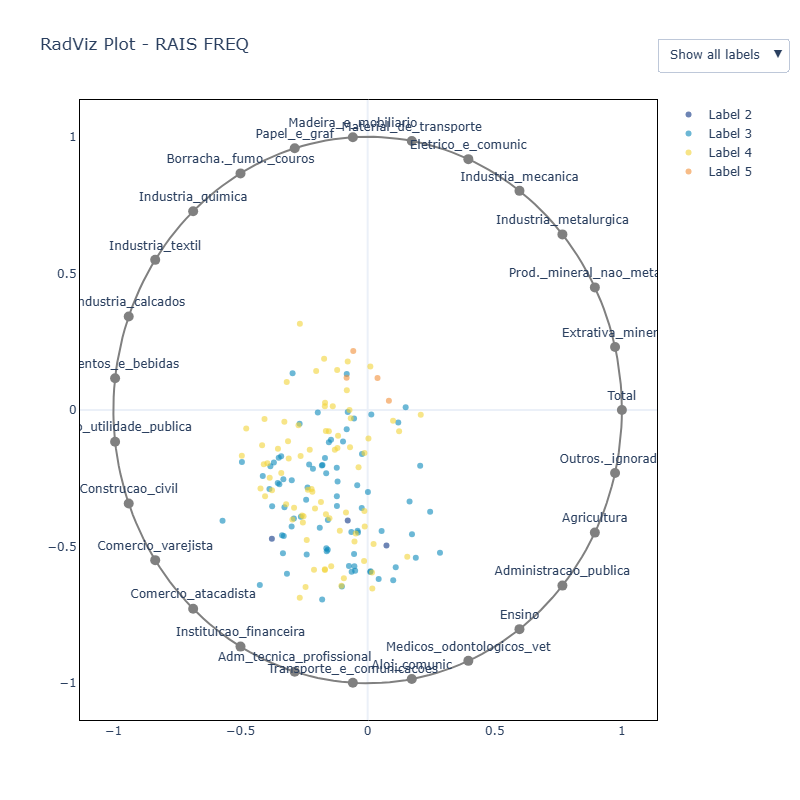 RadViz Plot - RAIS FREQ
Show all labels ▼
Label 2
Label 3
Label 4
Label 5
Madeira_e_mobiliario
Material_de_transporte
Papel_e_graf
Eletrico_e_comunic
Borracha._fumo._couros
Industria_mecanica
Industria_quimica
Industria_metalurgica
Industria_textil
Prod._mineral_nao_meta
ndustria_calcados
Extrativa_miner
entos_e_bebidas
Total
o_utilidade_publica
Outros._ignorad
Construcao_civil
Agricultura
Comercio_varejista
Administracao_publica
Comercio_atacadista
Ensino
Instituicao_financeira
Medicos_odontologicos_vet
Adm_tecnica_profissional
Aloj_comunic
Transporte_e_comunicacoes
1
0.5
0
−0.5
−1
−1
−0.5
0
0.5
1